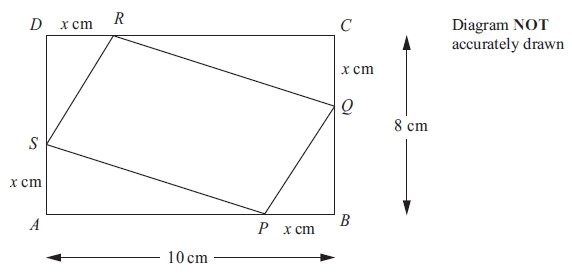 D x cm R C
Diagram NOT
accurately drawn
x cm
Q
8 cm
S
x cm
A P x cm B
10 cm